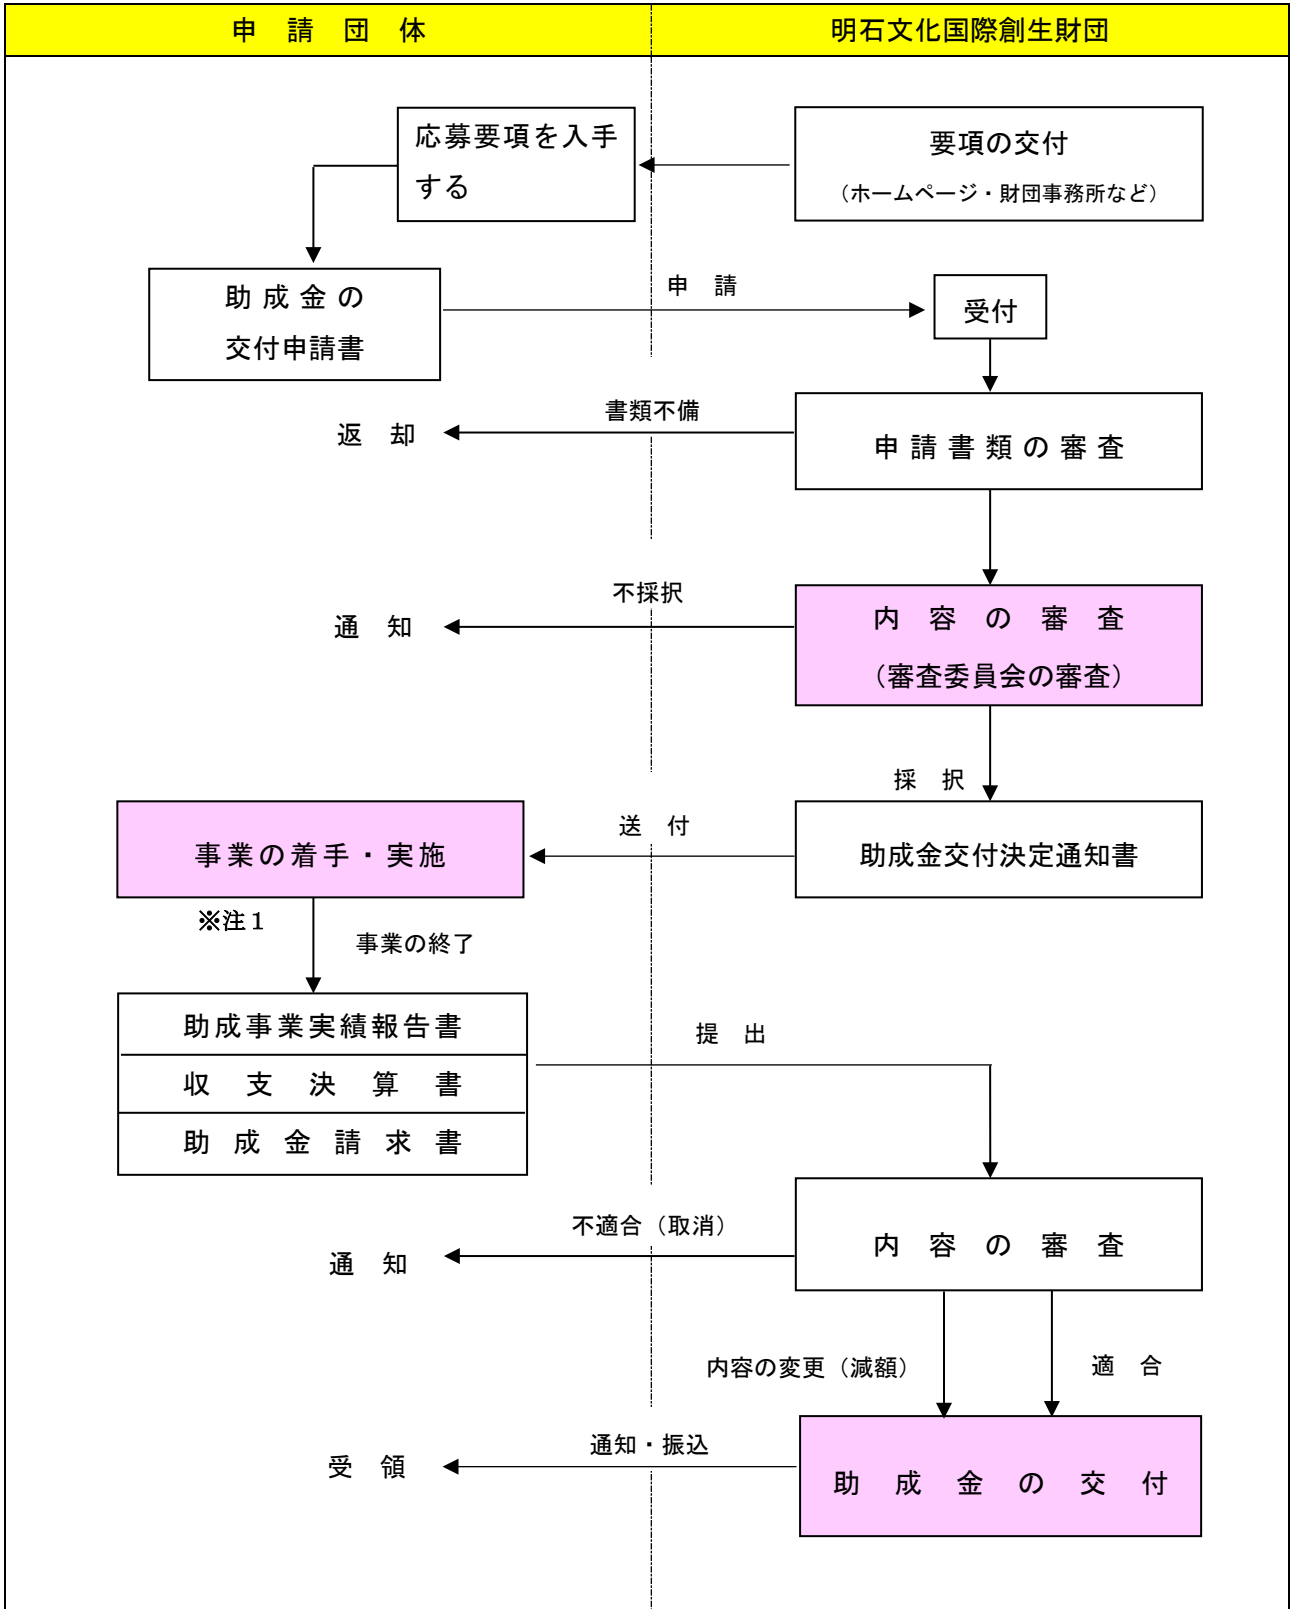 申請団体
明石文化国際創生財団
応募要項を入手
する
要項の交付
（ホームページ・財団事務所など）
助成金の
交付申請書
申 請
受付
書類不備
返 却
申請書類の審査
不採択
通 知
内容の審査
（審査委員会の審査）
採 択
送 付
事業の着手・実施
助成金交付決定通知書
※注１
事業の終了
助成事業実績報告書
収支決算書
助成金請求書
提 出
不適合（取消）
通 知
内容の審査
内容の変更（減額）
適 合
通知・振込
受 領
助成金の交付